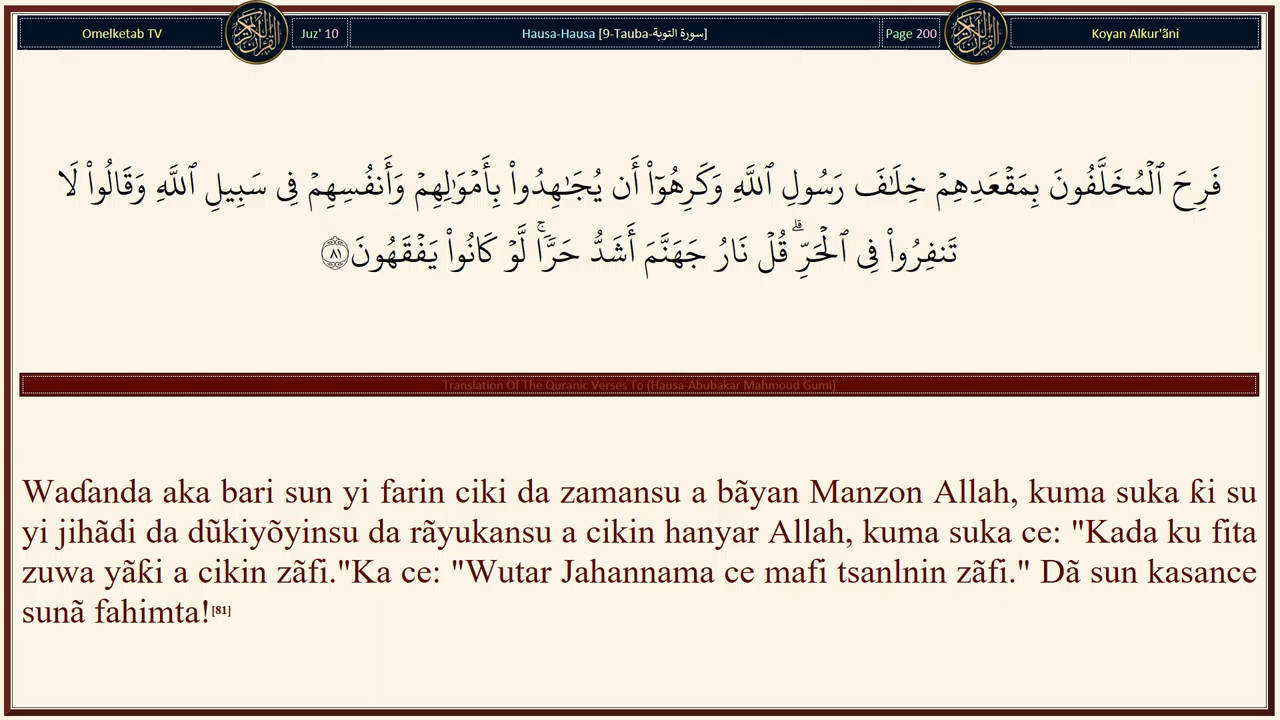 Omelketab TV
Juz' 10
Hausa-Hausa [9-Tauba-سورة التوبة]
Page 200
Koyan Alƙur'ãni
فَرِحَ ٱلْمُخَلَّفُونَ بِمَقْعَدِهِمْ خِلَـٰفَ رَسُولِ ٱللَّهِ وَكَرِهُوٓا۟ أَن يُجَـٰهِدُوا۟ بِأَمْوَٰلِهِمْ وَأَنفُسِهِمْ فِى سَبِيلِ ٱللَّهِ وَقَالُوا۟ لَا
تَنفِرُوا۟ فِى ٱلْحَرِّ ۗ قُلْ نَارُ جَهَنَّمَ أَشَدُّ حَرًّا ۚ لَّوْ كَانُوا۟ يَفْقَهُونَ ٨١
Translation Of The Quranic Verses To (Hausa-Abubakar Mahmoud Gumi)
Waɗanda aka bari sun yi farin ciki da zamansu a bãyan Manzon Allah, kuma suka ƙi su
yi jihãdi da dũkiyõyinsu da rãyukansu a cikin hanyar Allah, kuma suka ce: "Kada ku fita
zuwa yãƙi a cikin zãfi."Ka ce: "Wutar Jahannama ce mafi tsanlnin zãfi." Dã sun kasance
sunã fahimta![81]